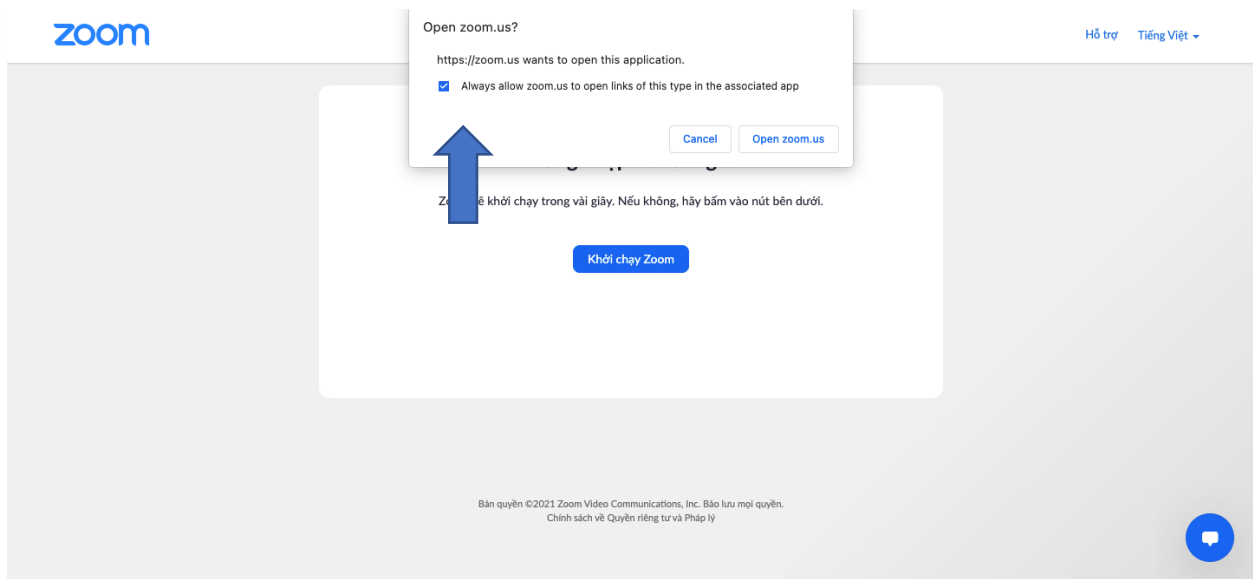 zoom
Hỗ trợ Tiếng Việt
Open zoom.us?
https://zoom.us wants to open this application.
Always allow zoom.us to open links of this type in the associated app
Cancel Open zoom.us
khởi chạy trong vài giây. Nếu không, hãy bấm vào nút bên dưới.
Khởi chạy Zoom
Bản quyền ©2021 Zoom Video Communications, Inc. Bảo lưu mọi quyền.
Chính sách về Quyền riêng tư và Pháp lý